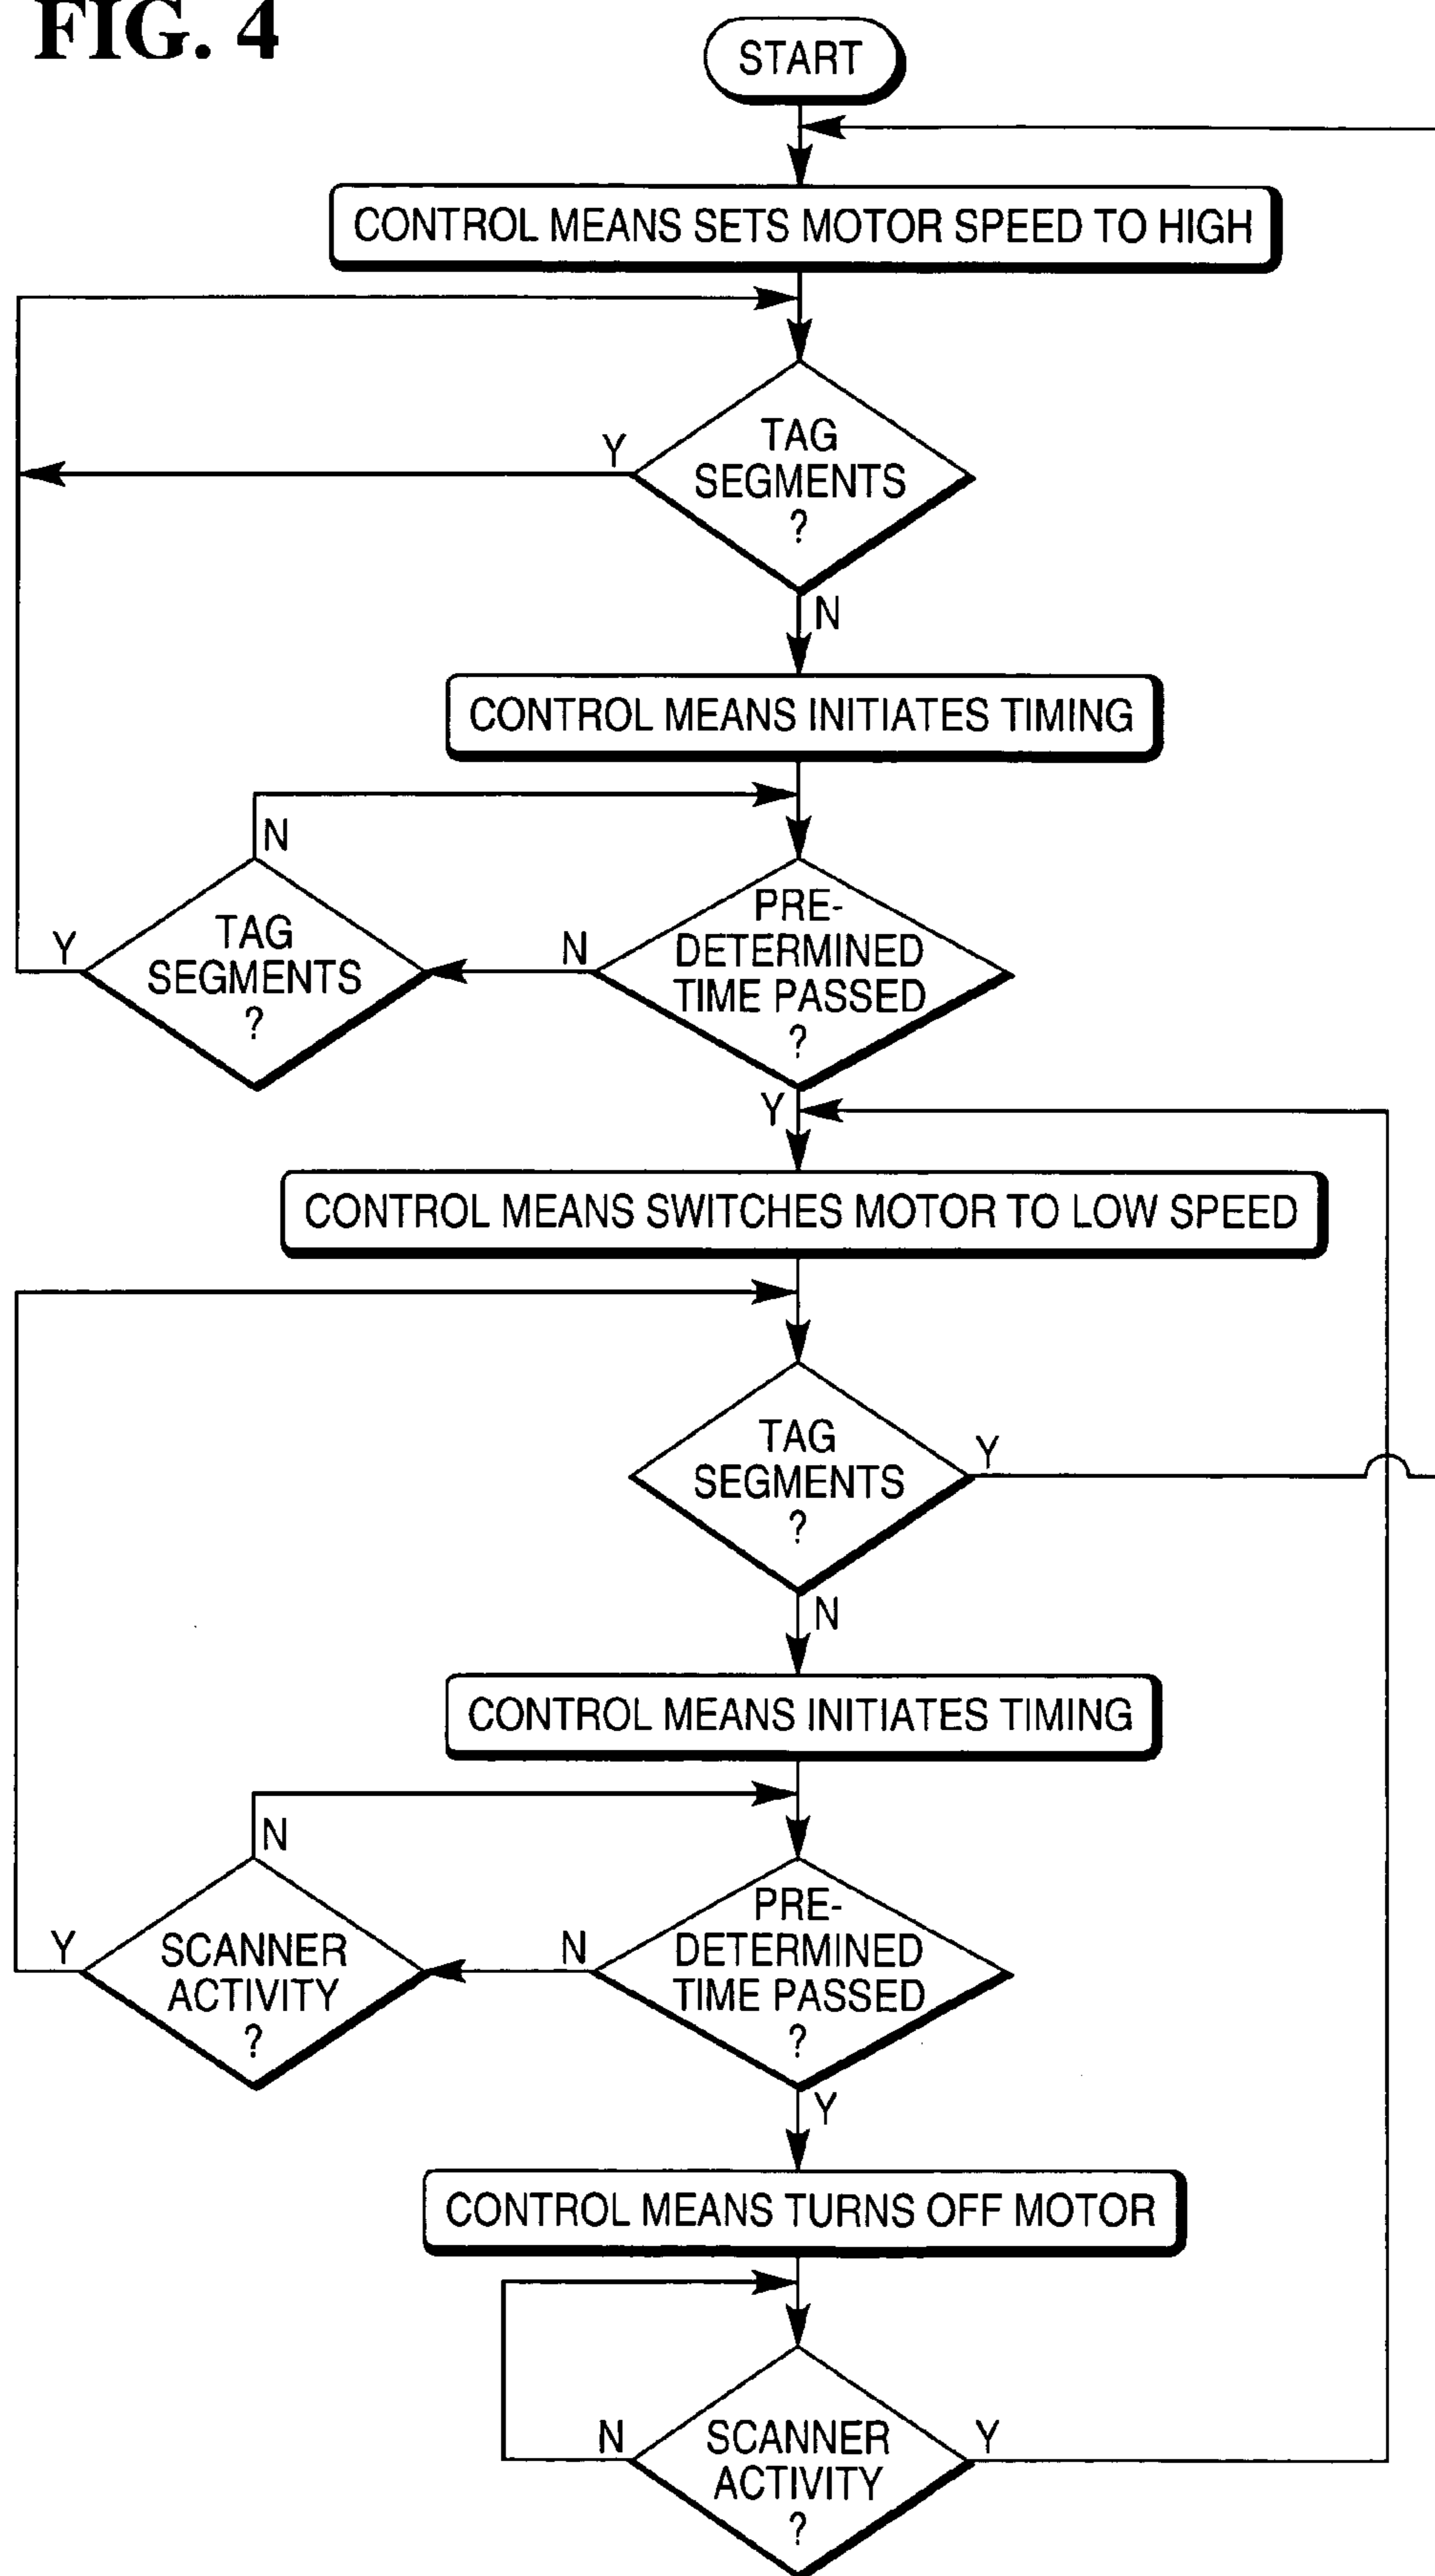 FIG. 4
START
CONTROL MEANS SETS MOTOR SPEED TO HIGH
Y
TAG
SEGMENTS
?
N
CONTROL MEANS INITIATES TIMING
N
Y
TAG
SEGMENTS
?
N
PRE-
DETERMINED
TIME PASSED
?
Y
CONTROL MEANS SWITCHES MOTOR TO LOW SPEED
TAG
SEGMENTS
?
Y
N
CONTROL MEANS INITIATES TIMING
N
Y
SCANNER
ACTIVITY
?
N
PRE-
DETERMINED
TIME PASSED
?
Y
CONTROL MEANS TURNS OFF MOTOR
N
SCANNER
ACTIVITY
?
Y